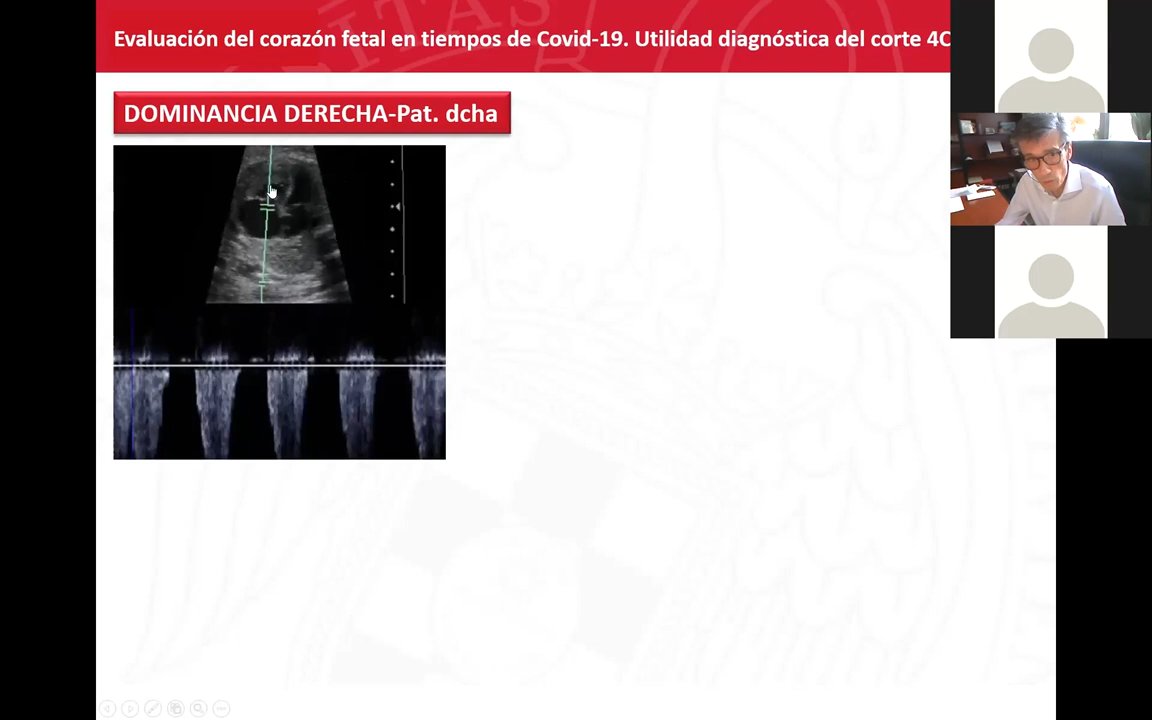 Evaluación del corazón fetal en tiempos de Covid-19. Utilidad diagnóstica del corte 4C
DOMINANCIA DERECHA-Pat. dcha